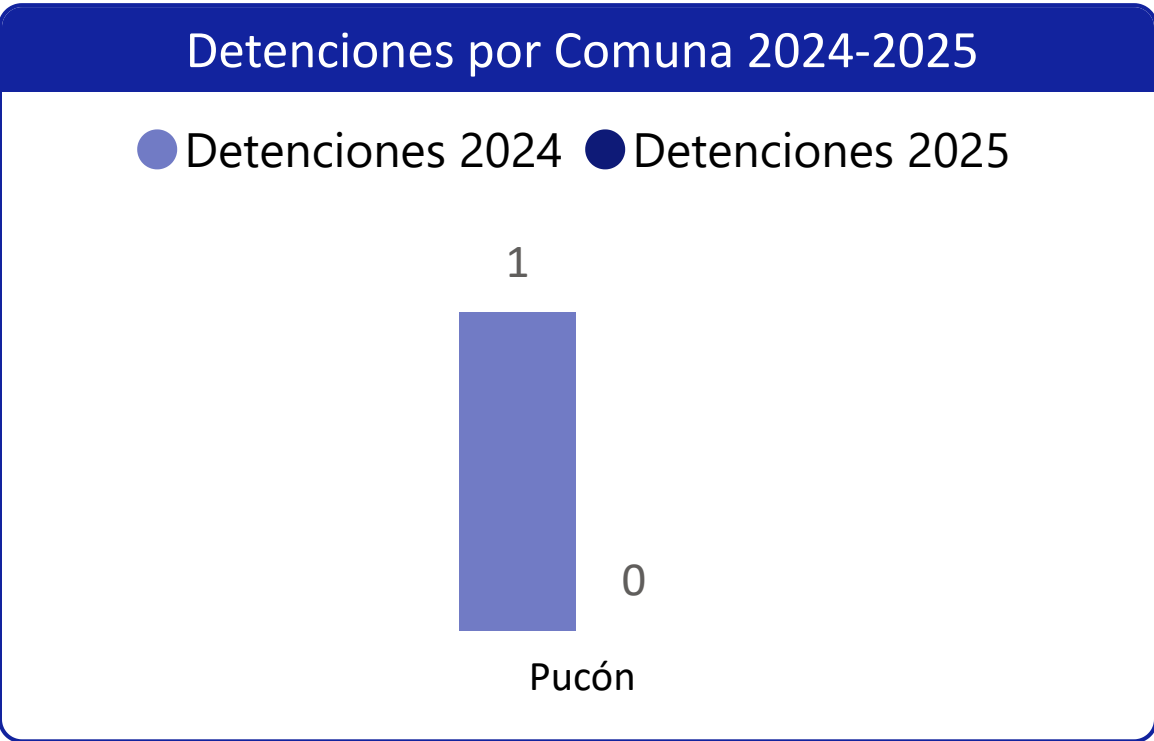 Detenciones por Comuna 2024-2025
Detenciones 2024 Detenciones 2025
1
0
Pucón